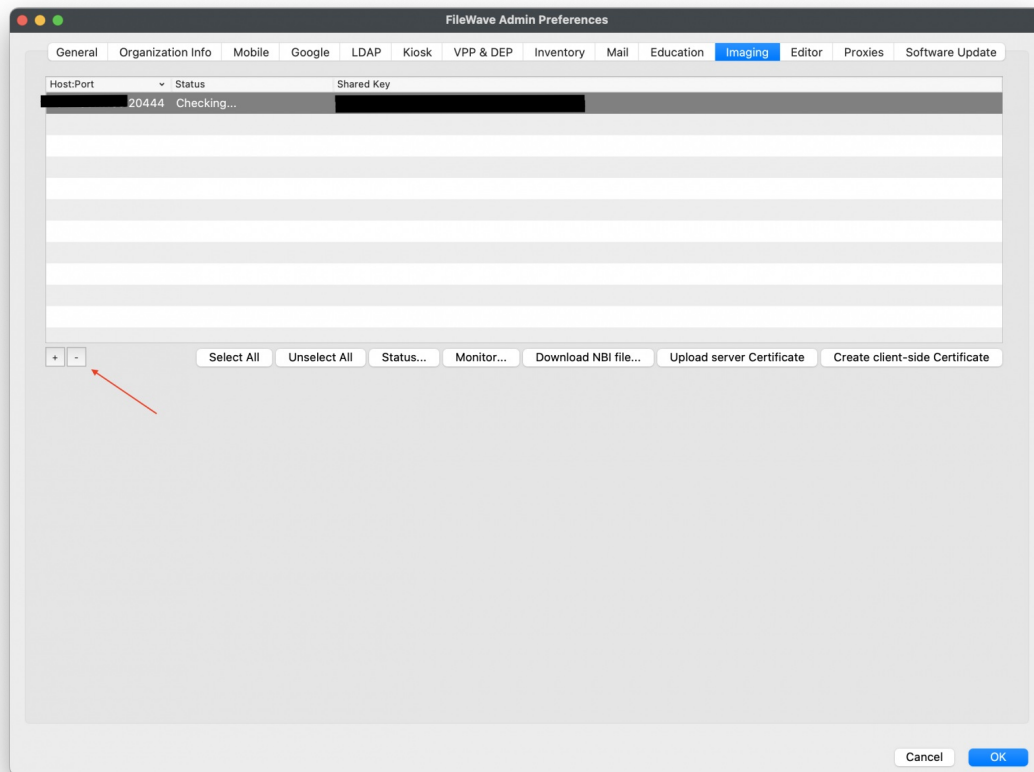 FileWave Admin Preferences
General Organization Info Mobile Google LDAP Kiosk VPP & DEP Inventory Mail Education Imaging Editor Proxies Software Update
Host:Port Status Shared Key
20444 Checking...
+ - Select All Unselect All Status... Monitor... Download NBI file... Upload server Certificate Create client-side Certificate
Cancel OK